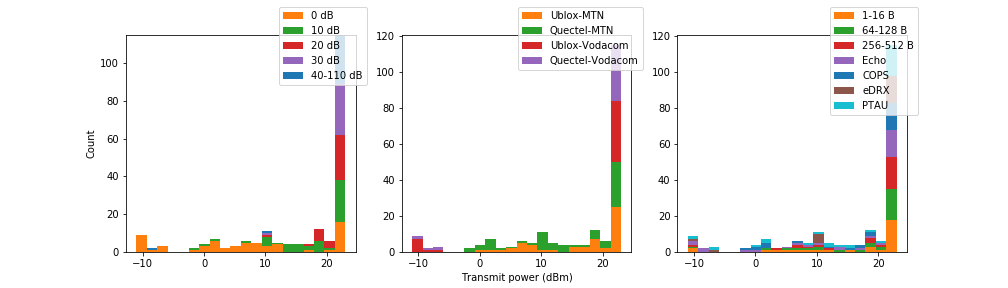 0 dB
10 dB
20 dB
30 dB
40-110 dB
Ublox-MTN
Quectel-MTN
Ublox-Vodacom
Quectel-Vodacom
1-16 B
64-128 B
256-512 B
Echo
COPS
eDRX
PTAU
Count
100
80
60
40
20
0
−10
0
10
20
120
100
80
60
40
20
0
−10
0
10
20
Transmit power (dBm)
120
100
80
60
40
20
0
−10
0
10
20